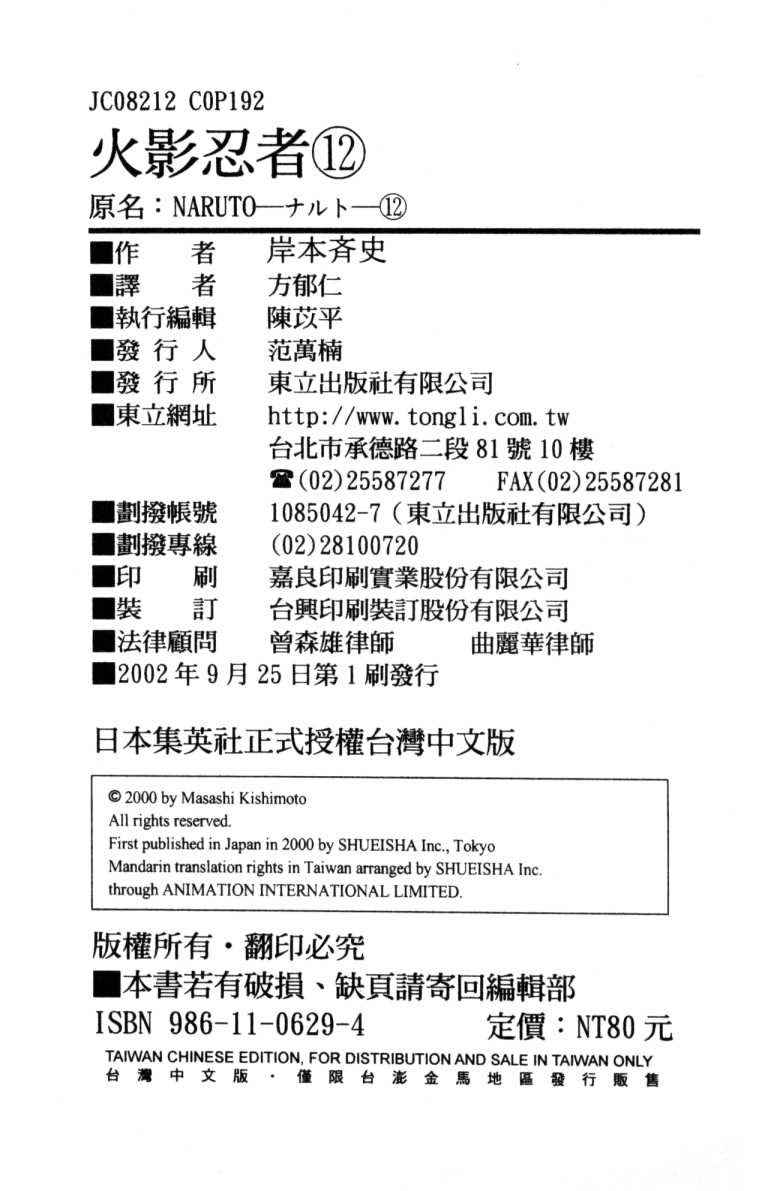 JC08212 C0P192
火影忍者⑫
原名：NARUTO—ナルト—⑫
■作者 岸本斉史
■譯者 方郁仁
■執行編輯 陳苡平
■發行人 范萬楠
■發行所 東立出版社有限公司
■東立網址 http://www.tongli.com.tw
台北市承德路二段81號10樓
☎(02)25587277 FAX(02)25587281
■劃撥帳號 1085042-7（東立出版社有限公司）
■劃撥專線 (02)28100720
■印刷 嘉良印刷實業股份有限公司
■裝訂 台興印刷裝訂股份有限公司
■法律顧問 曾森雄律師 曲麗華律師
■2002年9月25日第1刷發行
日本集英社正式授權台灣中文版
© 2000 by Masashi Kishimoto
All rights reserved.
First published in Japan in 2000 by SHUEISHA Inc., Tokyo
Mandarin translation rights in Taiwan arranged by SHUEISHA Inc.
through ANIMATION INTERNATIONAL LIMITED.
版權所有・翻印必究
■本書若有破損、缺頁請寄回編輯部
ISBN 986-11-0629-4 定價：NT80元
TAIWAN CHINESE EDITION, FOR DISTRIBUTION AND SALE IN TAIWAN ONLY
台灣中文版・僅限台澎金馬地區發行販售